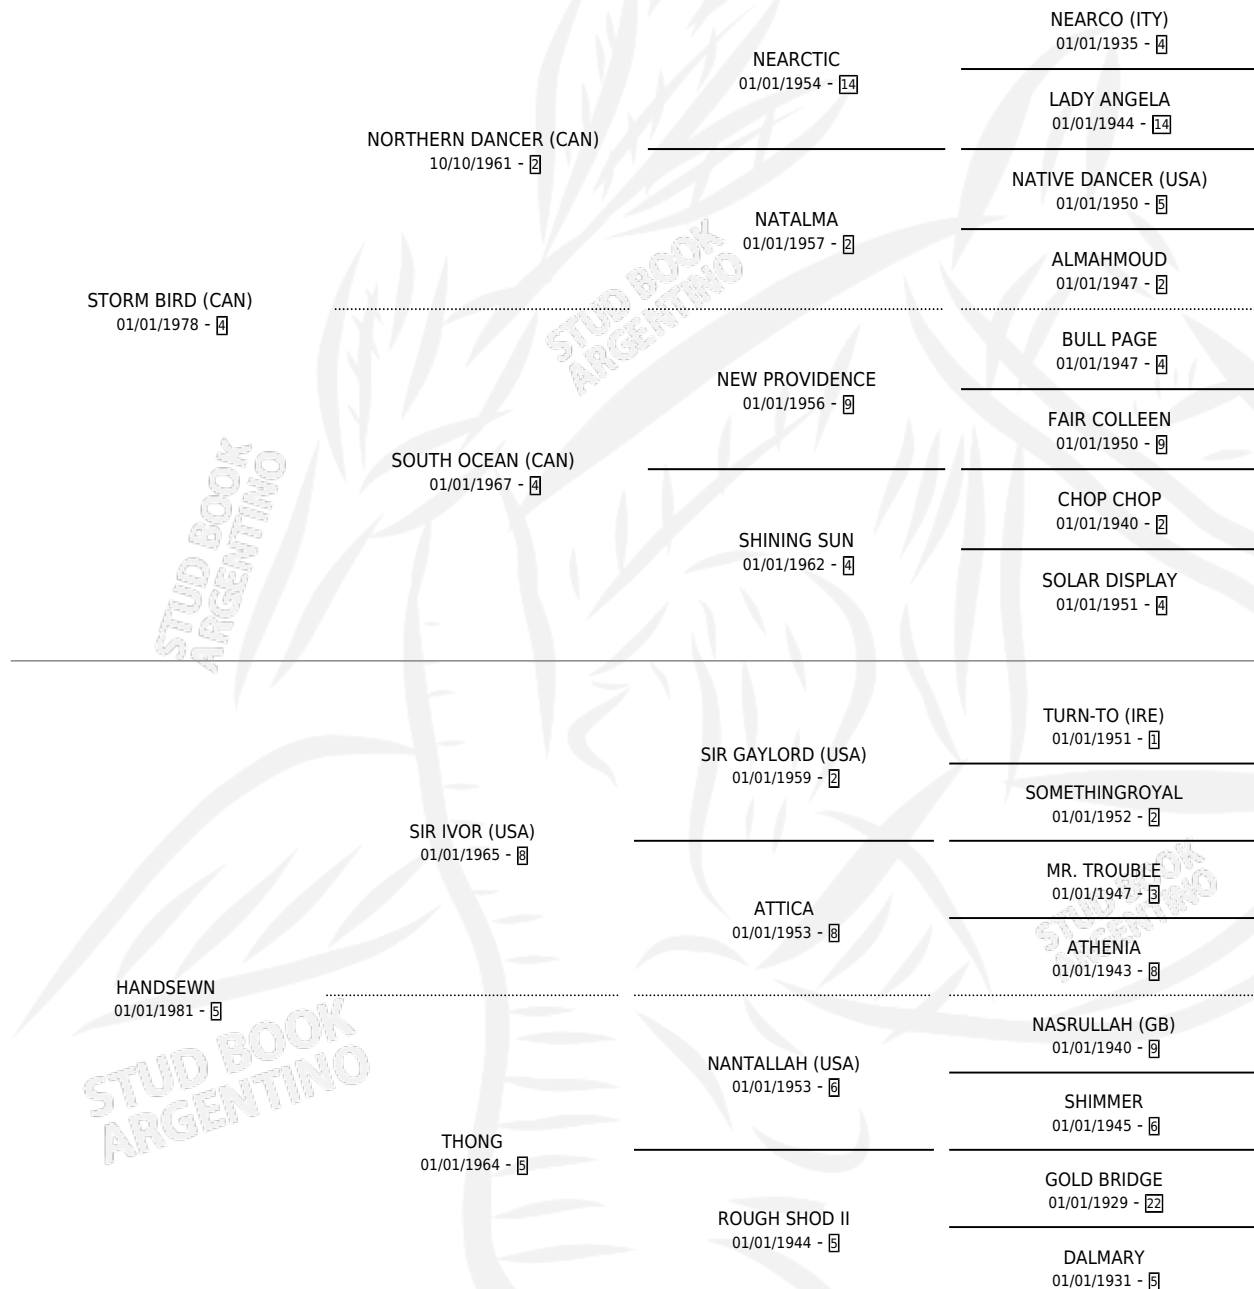 NEARCO (ITY)
01/01/1935 - 4
NEARCTIC
01/01/1954 - 14
LADY ANGELA
01/01/1944 - 14
NORTHERN DANCER (CAN)
10/10/1961 - 2
NATIVE DANCER (USA)
01/01/1950 - 5
NATALMA
01/01/1957 - 2
ALMAHMOUD
01/01/1947 - 2
STORM BIRD (CAN)
01/01/1978 - 4
BULL PAGE
01/01/1947 - 4
NEW PROVIDENCE
01/01/1956 - 9
FAIR COLLEEN
01/01/1950 - 9
SOUTH OCEAN (CAN)
01/01/1967 - 4
CHOP CHOP
01/01/1940 - 2
SHINING SUN
01/01/1962 - 4
SOLAR DISPLAY
01/01/1951 - 4
TURN-TO (IRE)
01/01/1951 - 1
SIR GAYLORD (USA)
01/01/1959 - 2
SOMETHINGROYAL
01/01/1952 - 2
SIR IVOR (USA)
01/01/1965 - 8
MR. TROUBLE
01/01/1947 - 3
ATTICA
01/01/1953 - 8
ATHENIA
01/01/1943 - 8
HANDSEWN
01/01/1981 - 5
NASRULLAH (GB)
01/01/1940 - 9
NANTALLAH (USA)
01/01/1953 - 6
SHIMMER
01/01/1945 - 6
THONG
01/01/1964 - 5
GOLD BRIDGE
01/01/1929 - 22
ROUGH SHOD II
01/01/1944 - 5
DALMARY
01/01/1931 - 5
STUD BOOK
ARGENTINO
STUD BOOK
ARGENTINO
STUD BOOK
ARGENTINO
STUD BOOK
ARGENTINO